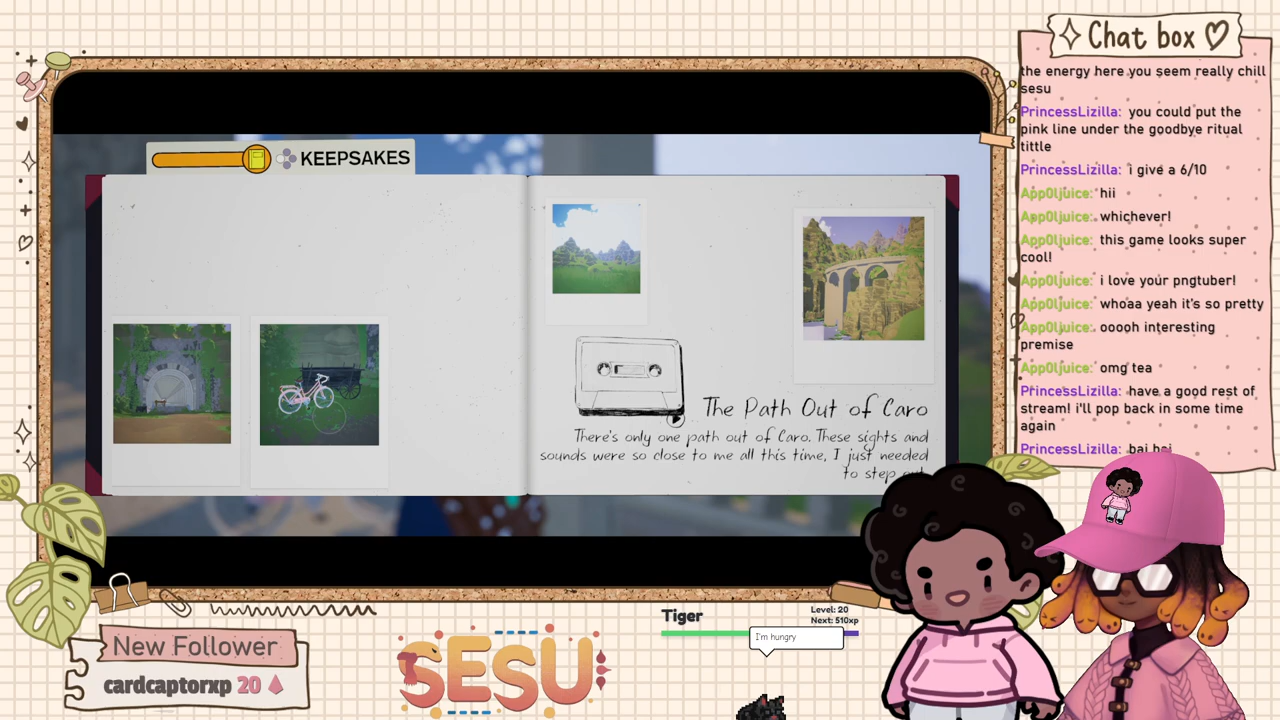 Chat box
the energy here you seem really chill
sesu
PrincessLizilla: you could put the
pink line under the goodbye ritual
tittle
PrincessLizilla: i give a 6/10
App0ljuice: hii
App0ljuice: whichever!
App0ljuice: this game looks super
cool!
App0ljuice: i love your pngtuber!
App0ljuice: whoaa yeah it's so pretty
App0ljuice: ooooh interesting
premise
App0ljuice: omg tea
PrincessLizilla: have a good rest of
stream! i'll pop back in some time
again
PrincessLizilla: bai bai
KEEPSAKES
The Path Out of Caro
There's only one path out of Caro. These sights and
sounds were so close to me all this time, I just needed
to step out.
New Follower
cardcaptorxp 20
SESU
Tiger
Level: 20
Next: 510xp
I'm hungry